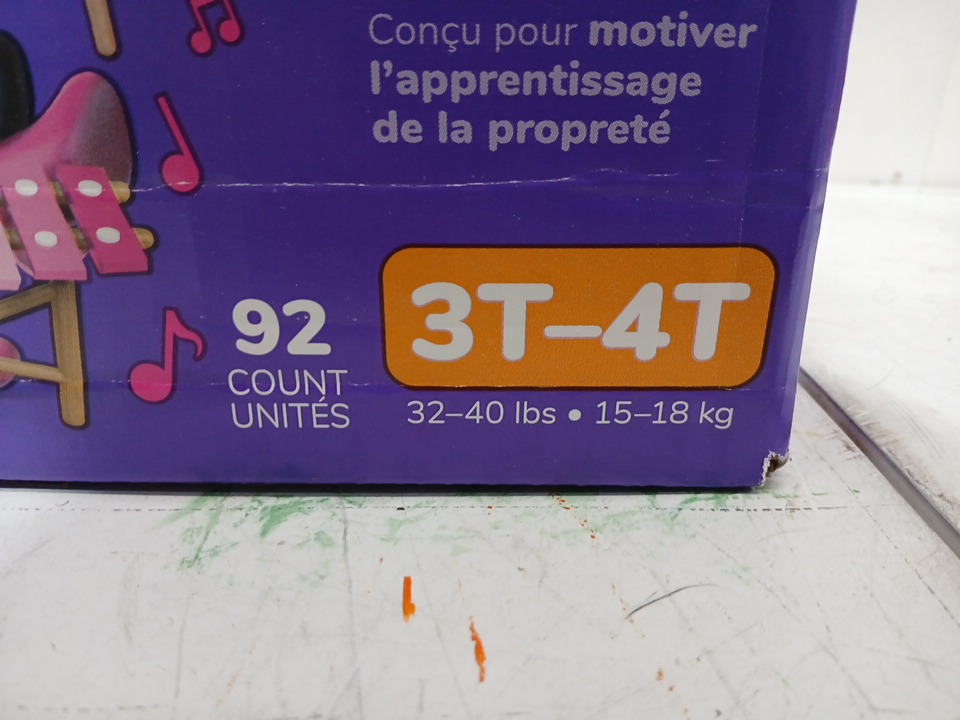 Conçu pour motiver
l'apprentissage
de la propreté
92
COUNT
UNITÉS
3T–4T
32–40 lbs • 15–18 kg